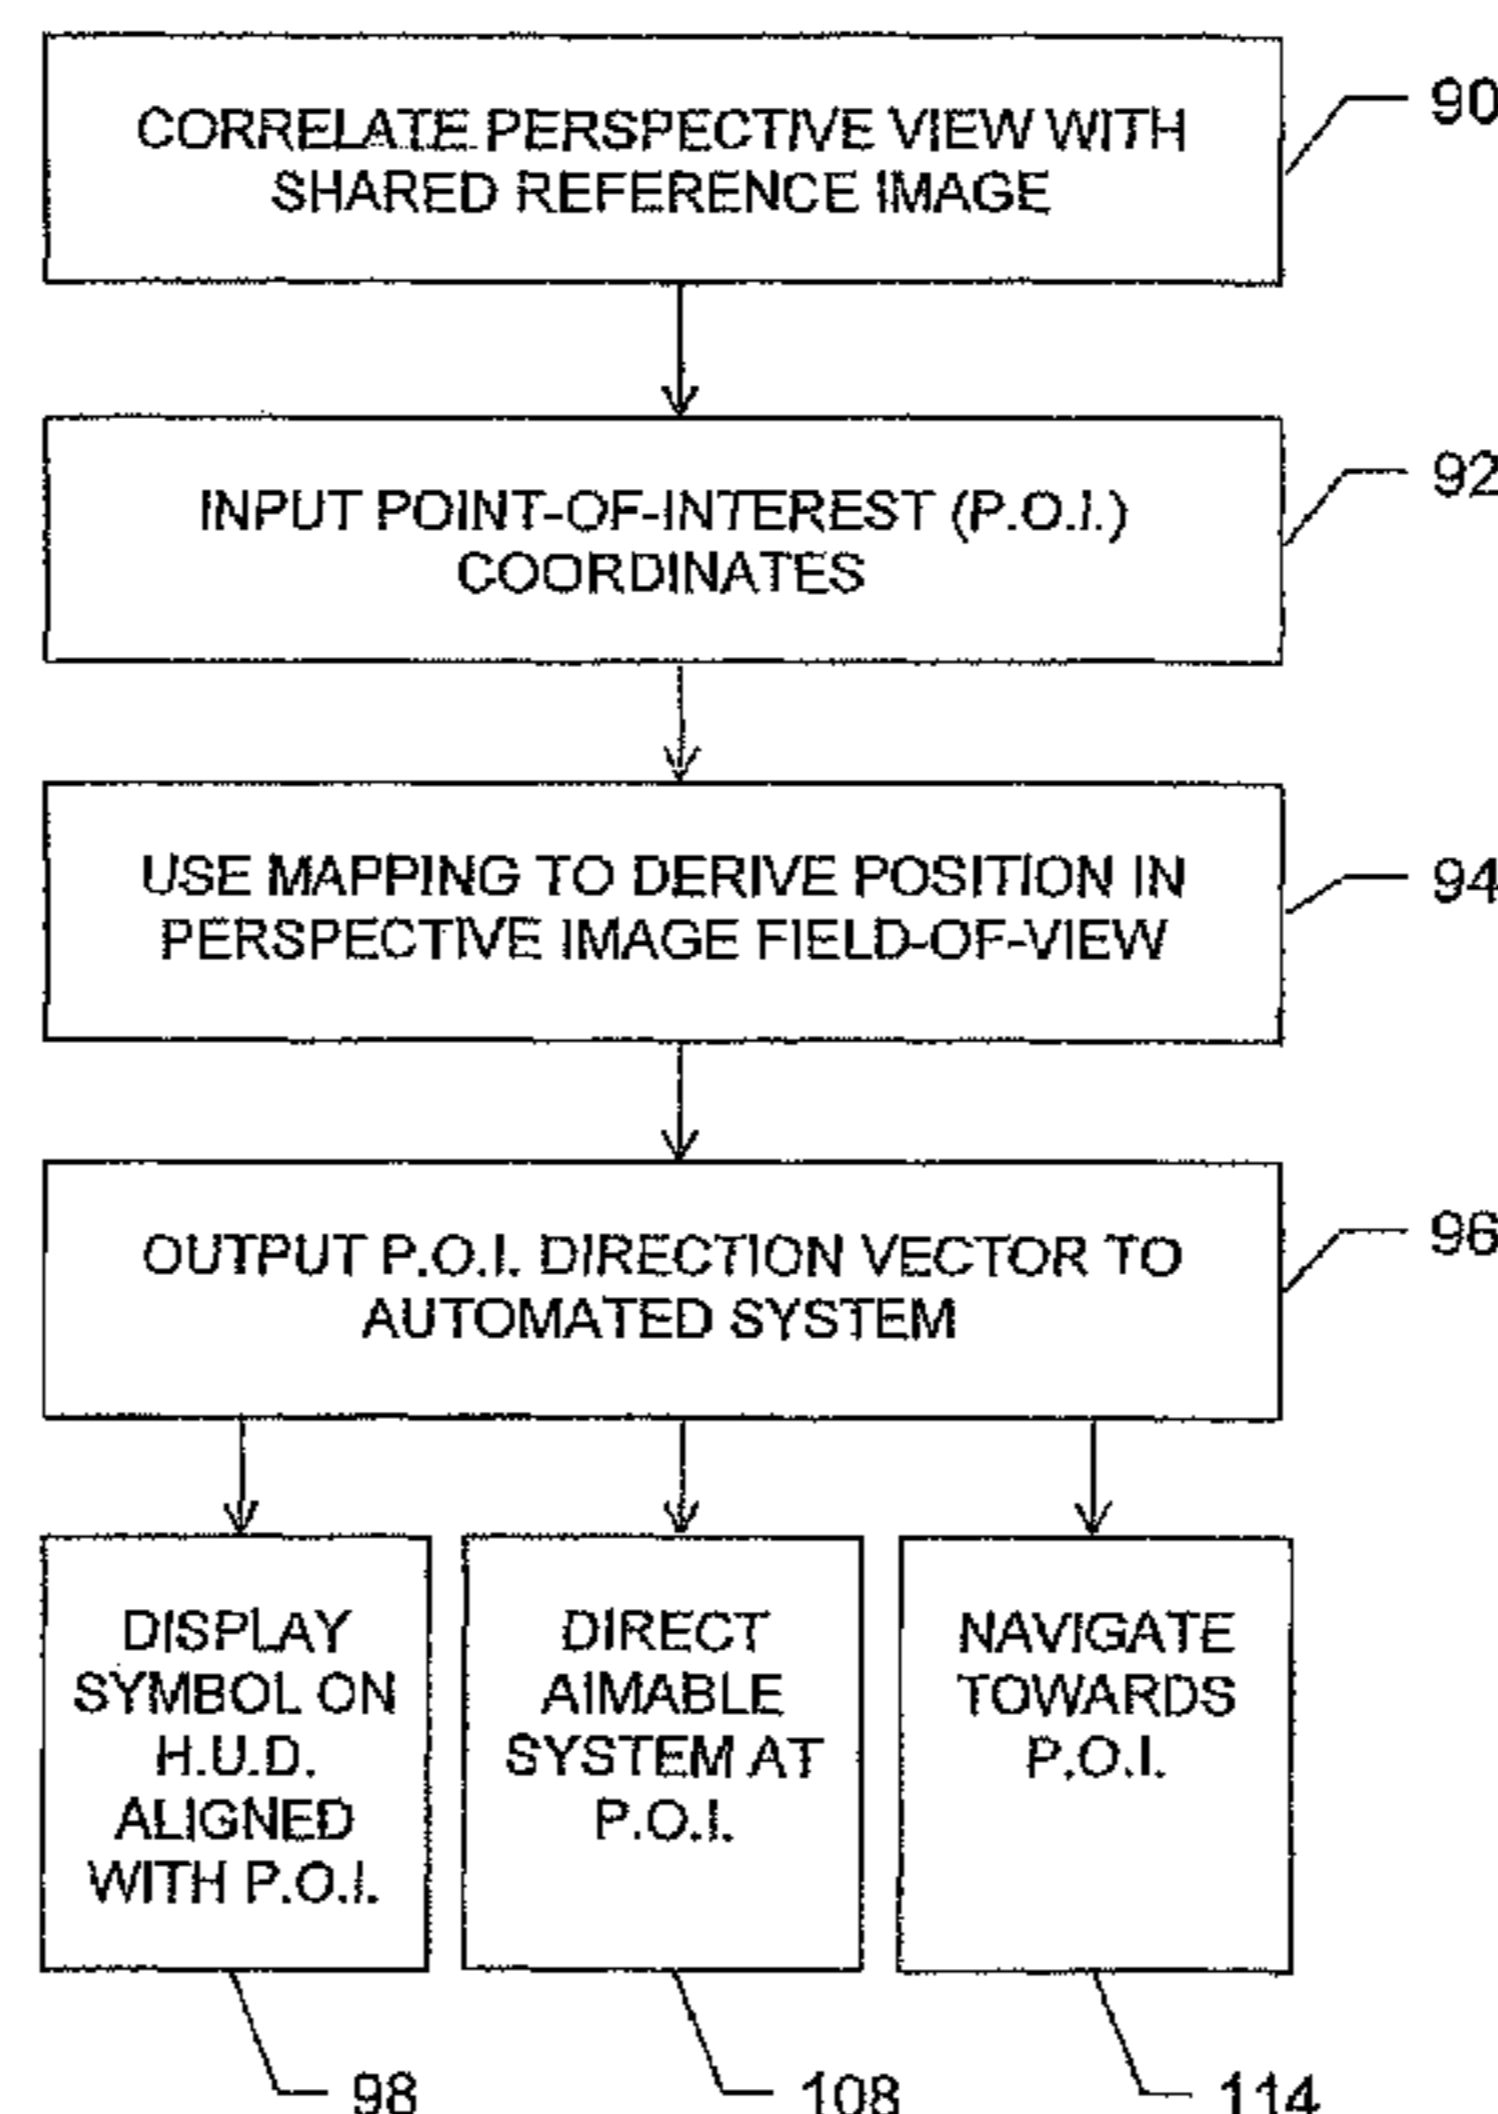 CORRELATE PERSPECTIVE VIEW WITH
SHARED REFERENCE IMAGE
90
INPUT POINT-OF-INTEREST (P.O.I.)
COORDINATES
92
USE MAPPING TO DERIVE POSITION IN
PERSPECTIVE IMAGE FIELD-OF-VIEW
94
OUTPUT P.O.I. DIRECTION VECTOR TO
AUTOMATED SYSTEM
96
DISPLAY
SYMBOL ON
H.U.D.
ALIGNED
WITH P.O.I.
98
DIRECT
AIMABLE
SYSTEM AT
P.O.I.
108
NAVIGATE
TOWARDS
P.O.I.
114